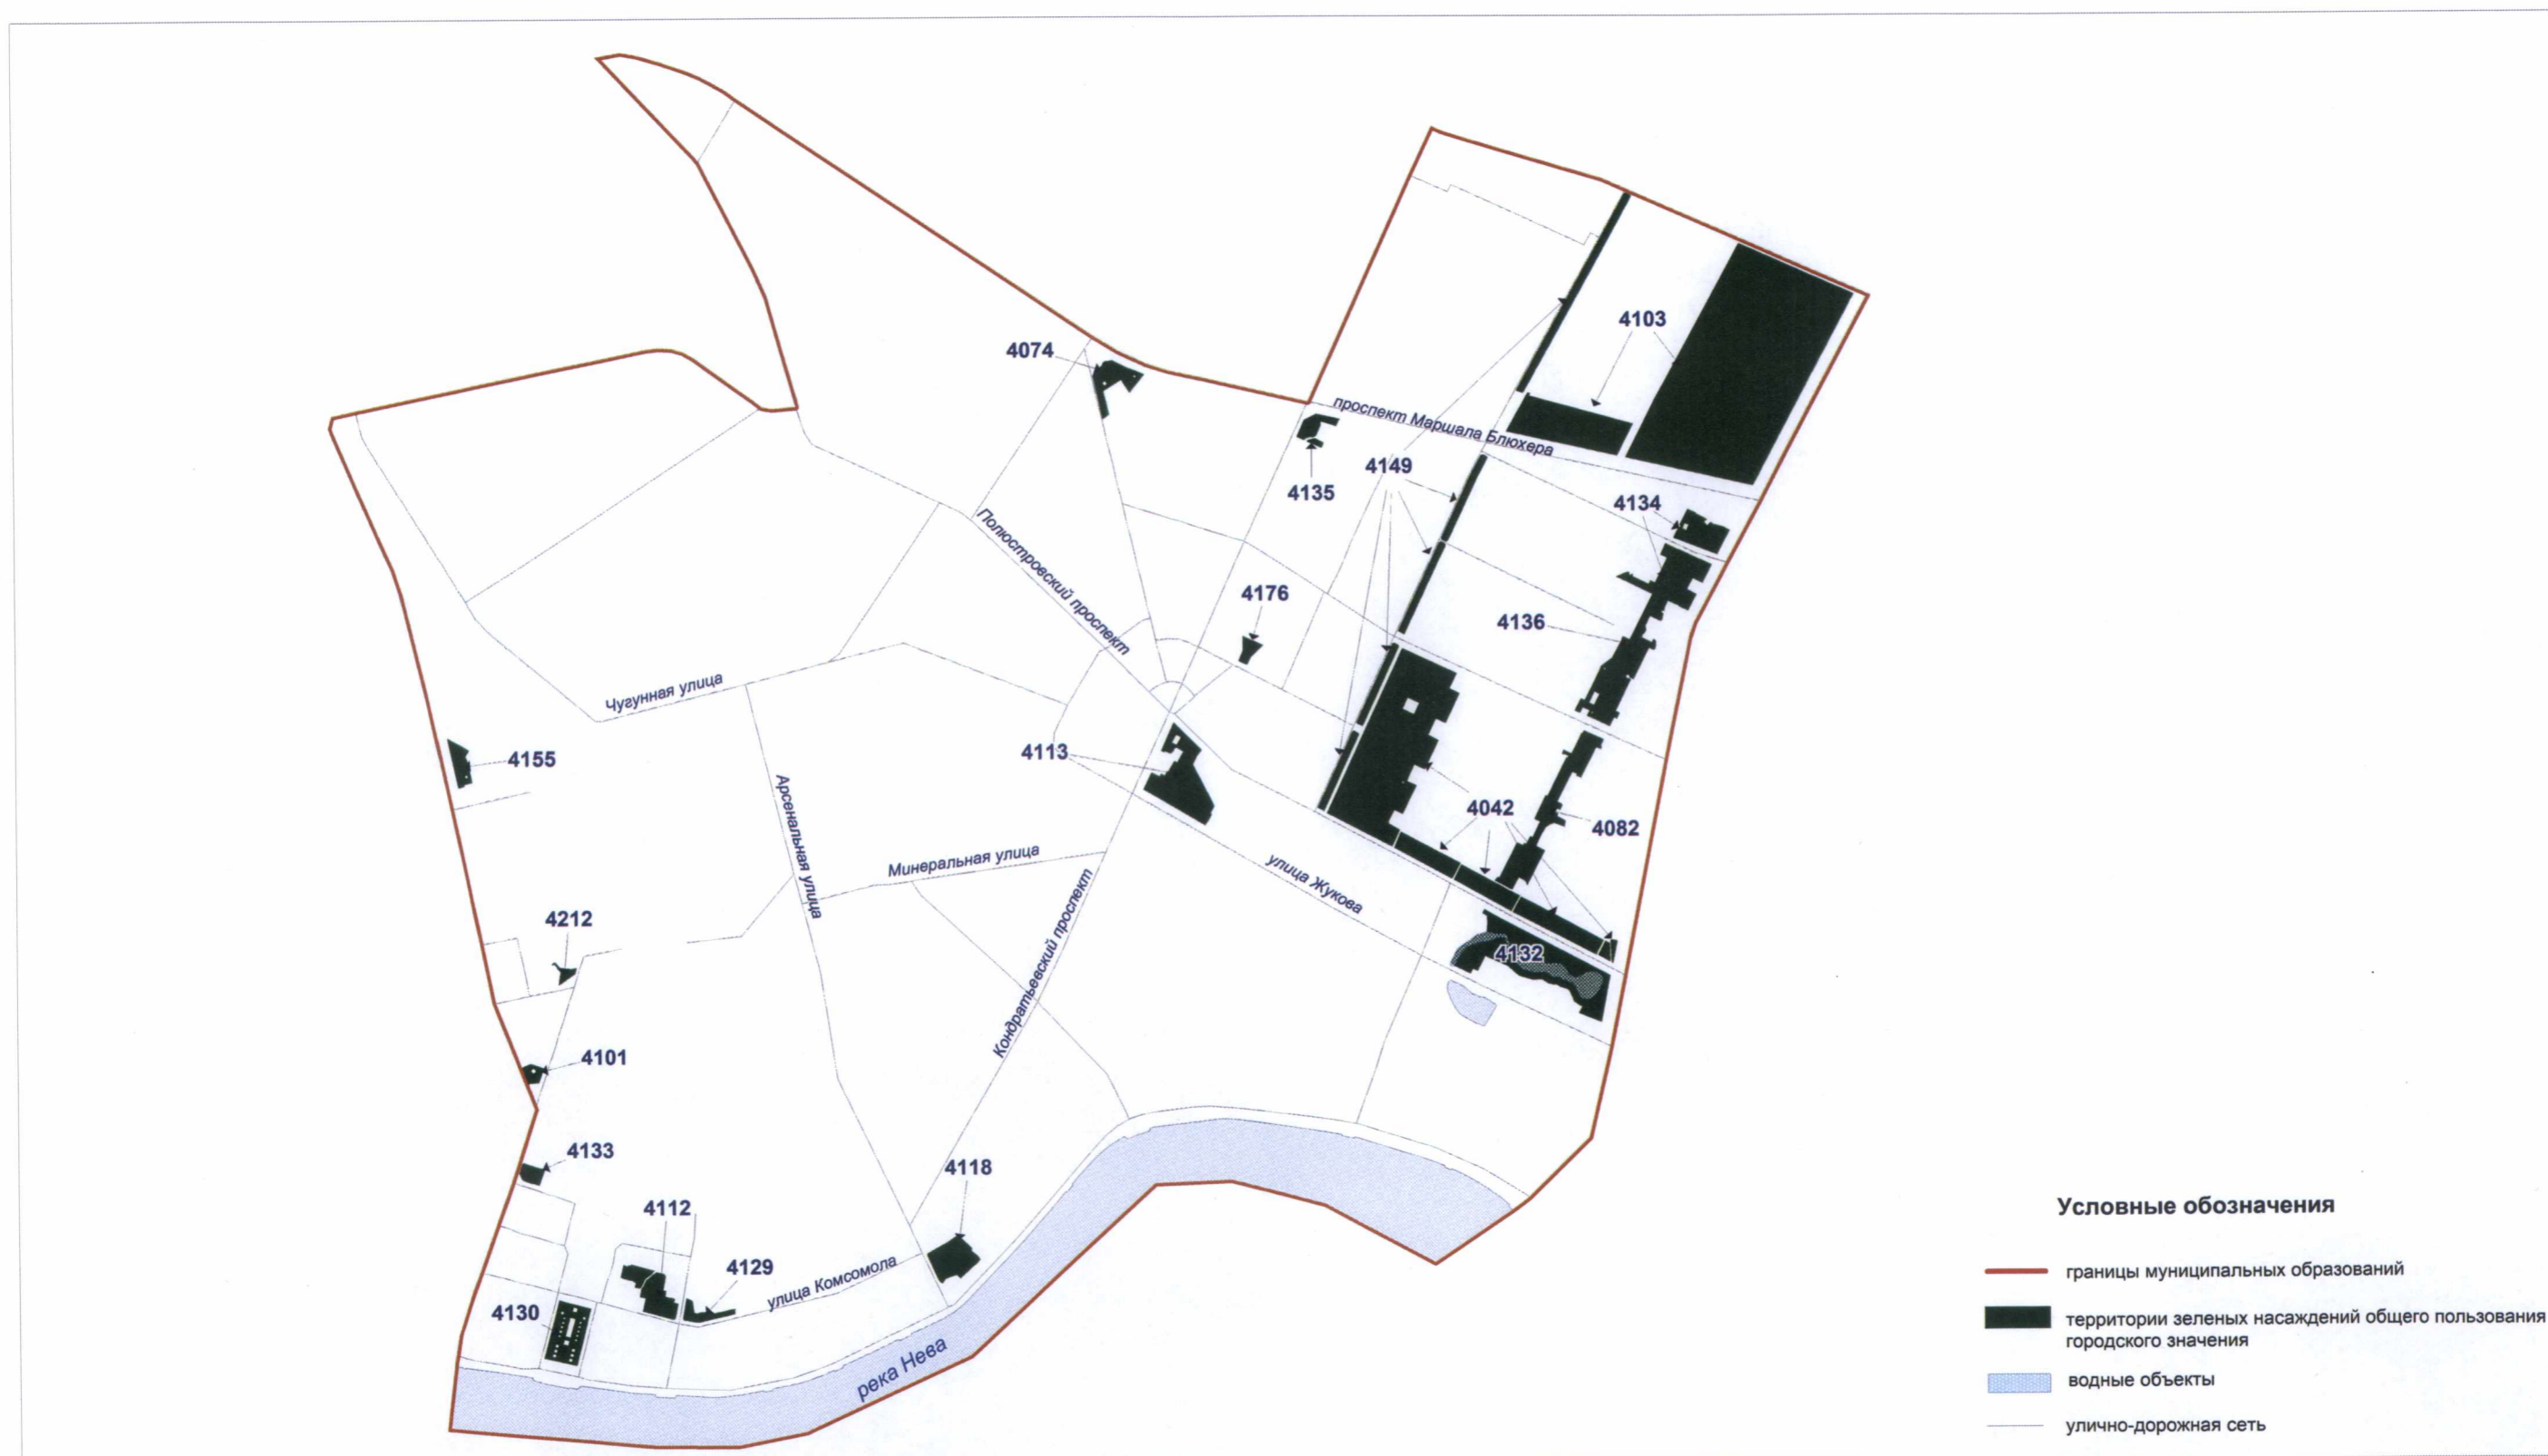 4103
4074
проспект Маршала Блюхера
4149
4135
4134
Полюстровский проспект
4176
4136
Чугунная улица
4155
4113
Арсенальная улица
4042
4082
Минеральная улица
улица Жукова
Кондратьевский проспект
4212
4132
4101
4133
4118
4112
4129
улица Комсомола
4130
река Нева
Условные обозначения
границы муниципальных образований
территории зеленых насаждений общего пользования
городского значения
водные объекты
улично-дорожная сеть